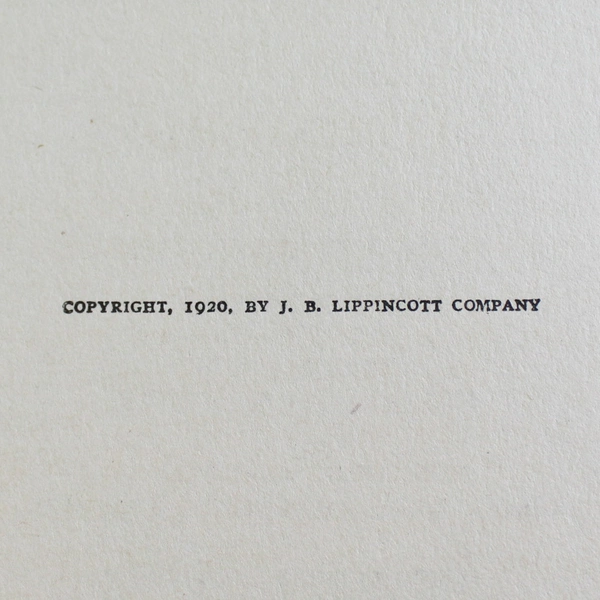 COPYRIGHT, 1920, BY J. B. LIPPINCOTT COMPANY